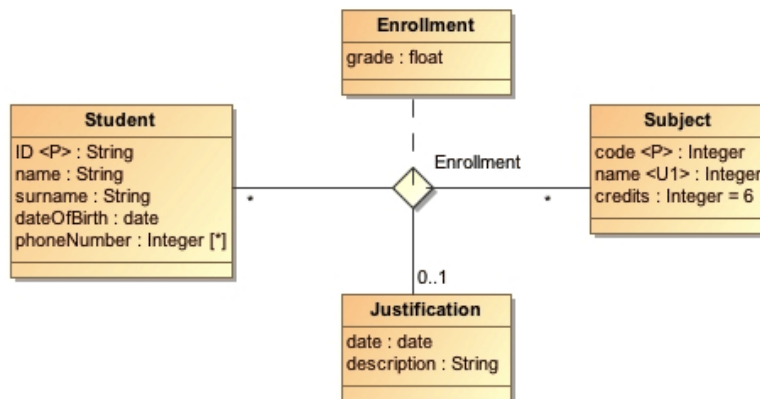 Enrollment
grade : float
Student
ID <P> : String
name : String
surname : String
dateOfBirth : date
phoneNumber : Integer [*]
Enrollment
Subject
code <P> : Integer
name <U1> : Integer
credits : Integer = 6
*
*
0..1
Justification
date : date
description : String